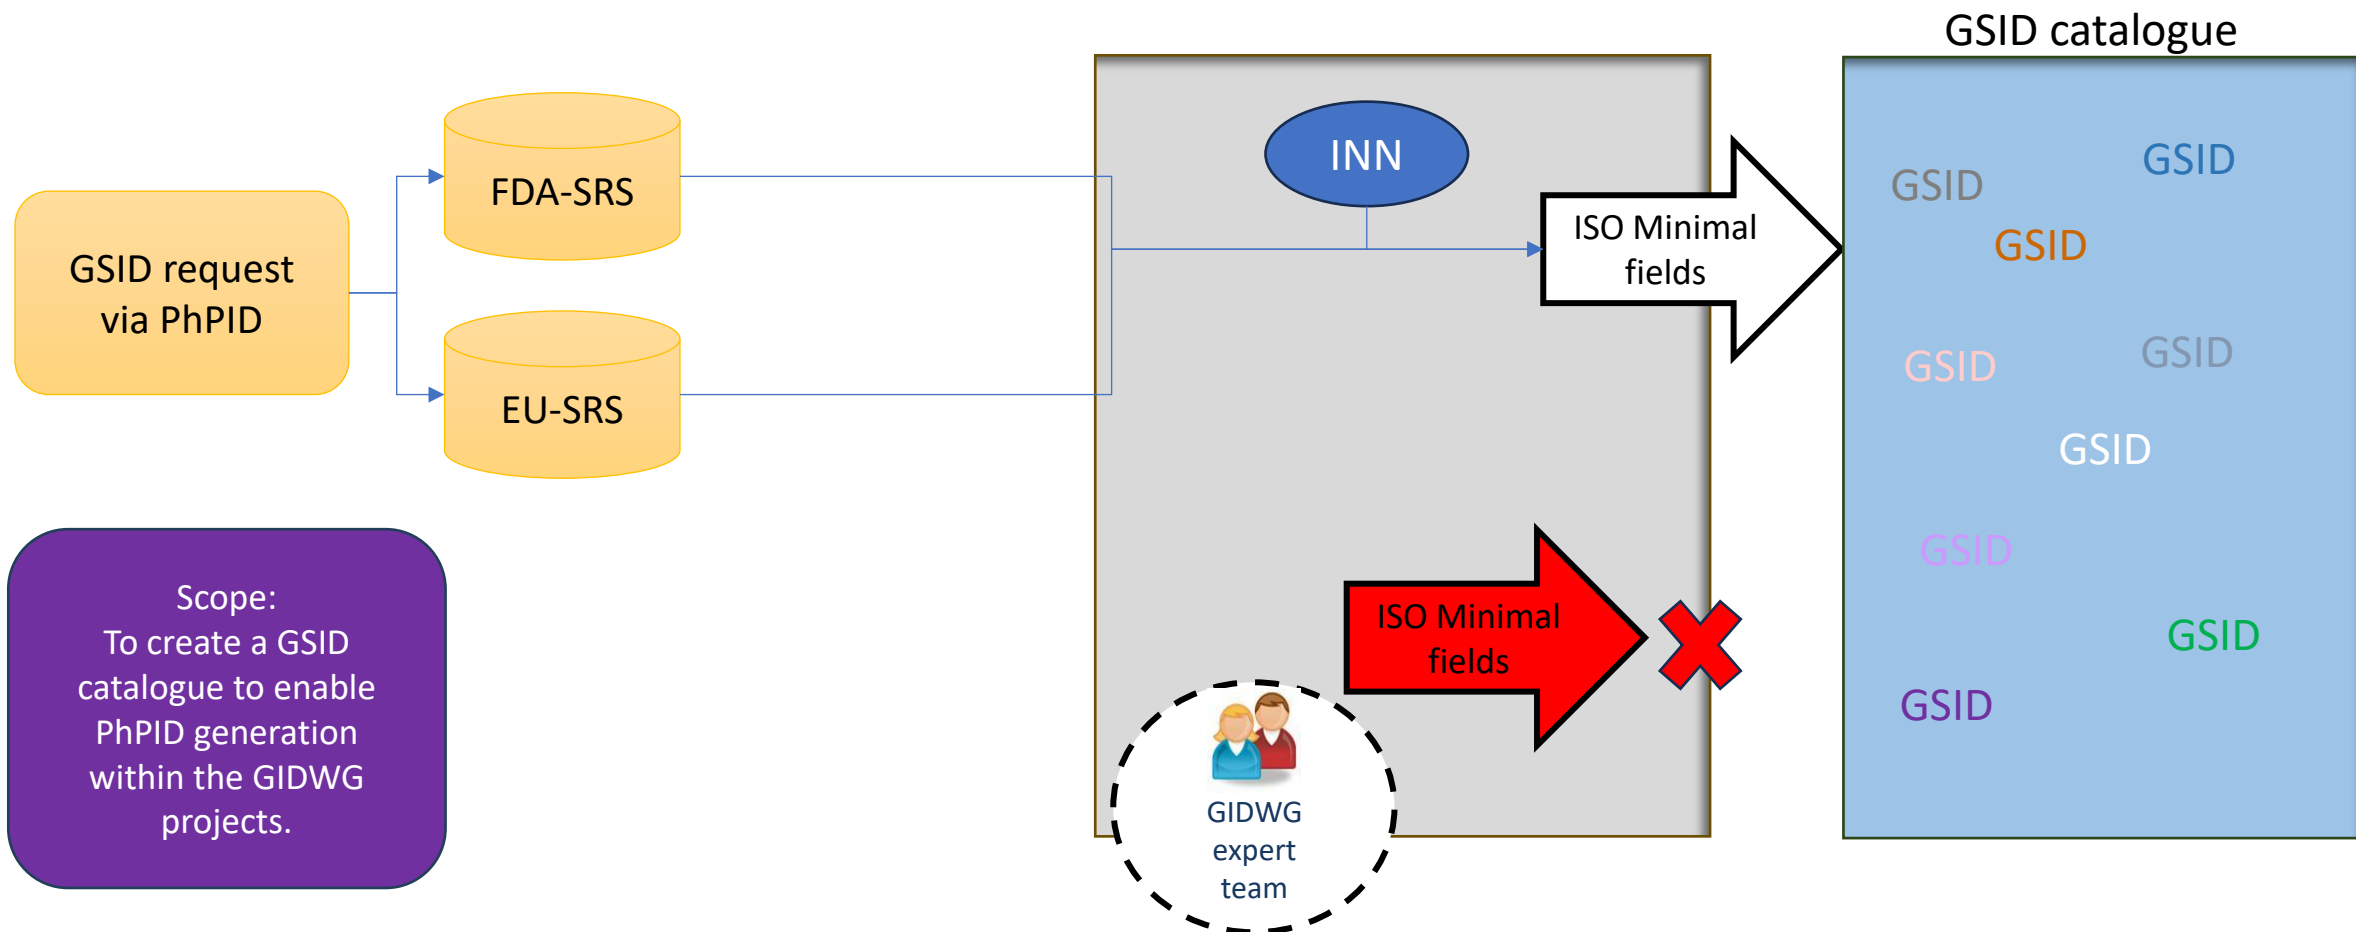 GSID catalogue
GSID request
via PhPID
FDA-SRS
EU-SRS
INN
ISO Minimal
fields
GSID
GSID
GSID
GSID
GSID
GSID
GSID
GSID
GSID
Scope:
To create a GSID
catalogue to enable
PhPID generation
within the GIDWG
projects.
ISO Minimal
fields
GIDWG
expert
team